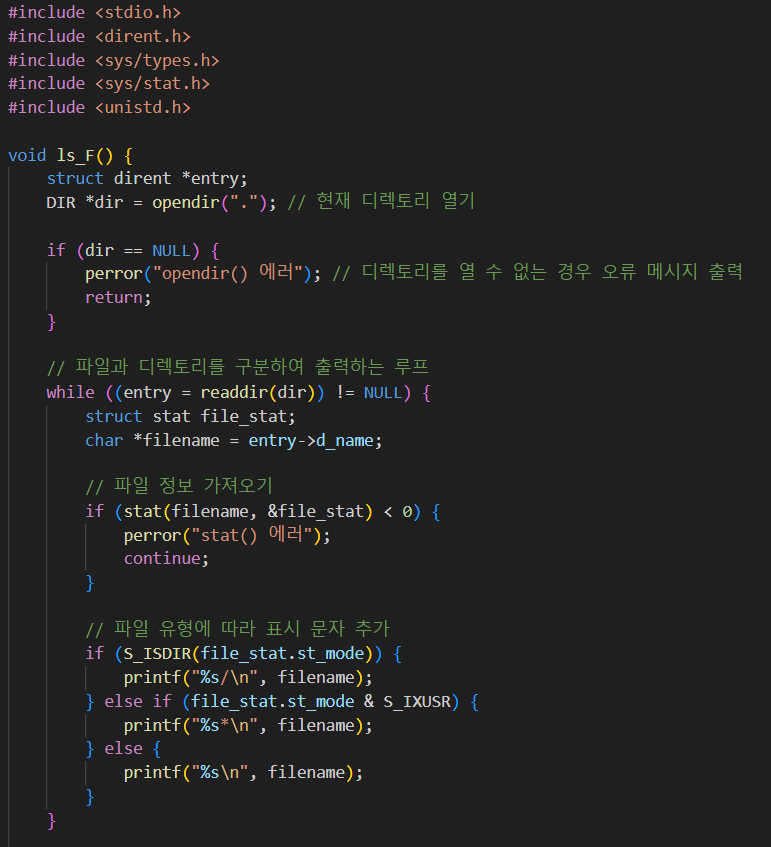 #include <stdio.h>
#include <dirent.h>
#include <sys/types.h>
#include <sys/stat.h>
#include <unistd.h>

void ls_F() {
    struct dirent *entry;
    DIR *dir = opendir("."); // 현재 디렉토리 열기

    if (dir == NULL) {
        perror("opendir() 에러"); // 디렉토리를 열 수 없는 경우 오류 메시지 출력
        return;
    }

    // 파일과 디렉토리를 구분하여 출력하는 루프
    while ((entry = readdir(dir)) != NULL) {
        struct stat file_stat;
        char *filename = entry->d_name;

        // 파일 정보 가져오기
        if (stat(filename, &file_stat) < 0) {
            perror("stat() 에러");
            continue;
        }

        // 파일 유형에 따라 표시 문자 추가
        if (S_ISDIR(file_stat.st_mode)) {
            printf("%s/\n", filename);
        } else if (file_stat.st_mode & S_IXUSR) {
            printf("%s*\n", filename);
        } else {
            printf("%s\n", filename);
        }
    }